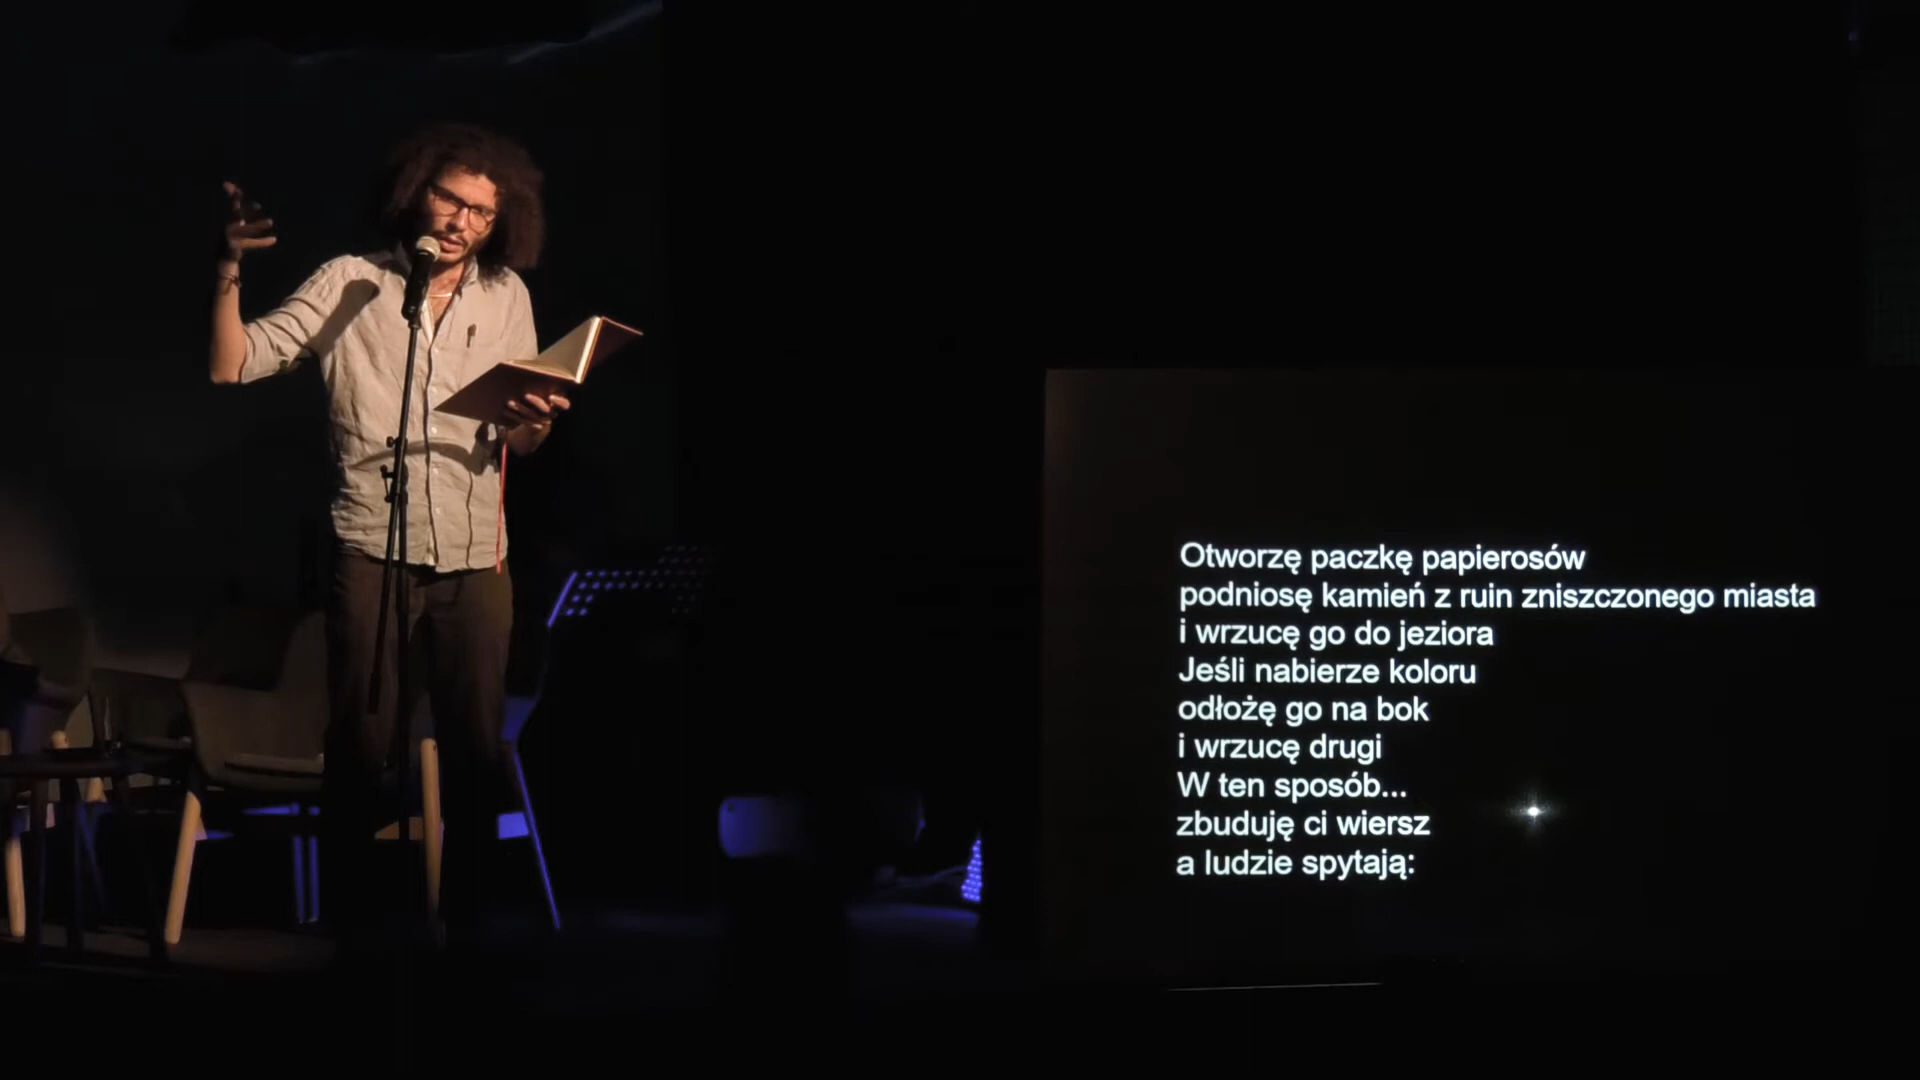 Otworzę paczkę papierosów
podniosę kamień z ruin zniszczonego miasta
i wrzucę go do jeziora
Jeśli nabierze koloru
odłożę go na bok
i wrzucę drugi
W ten sposób...
zbuduję ci wiersz
a ludzie spytają: